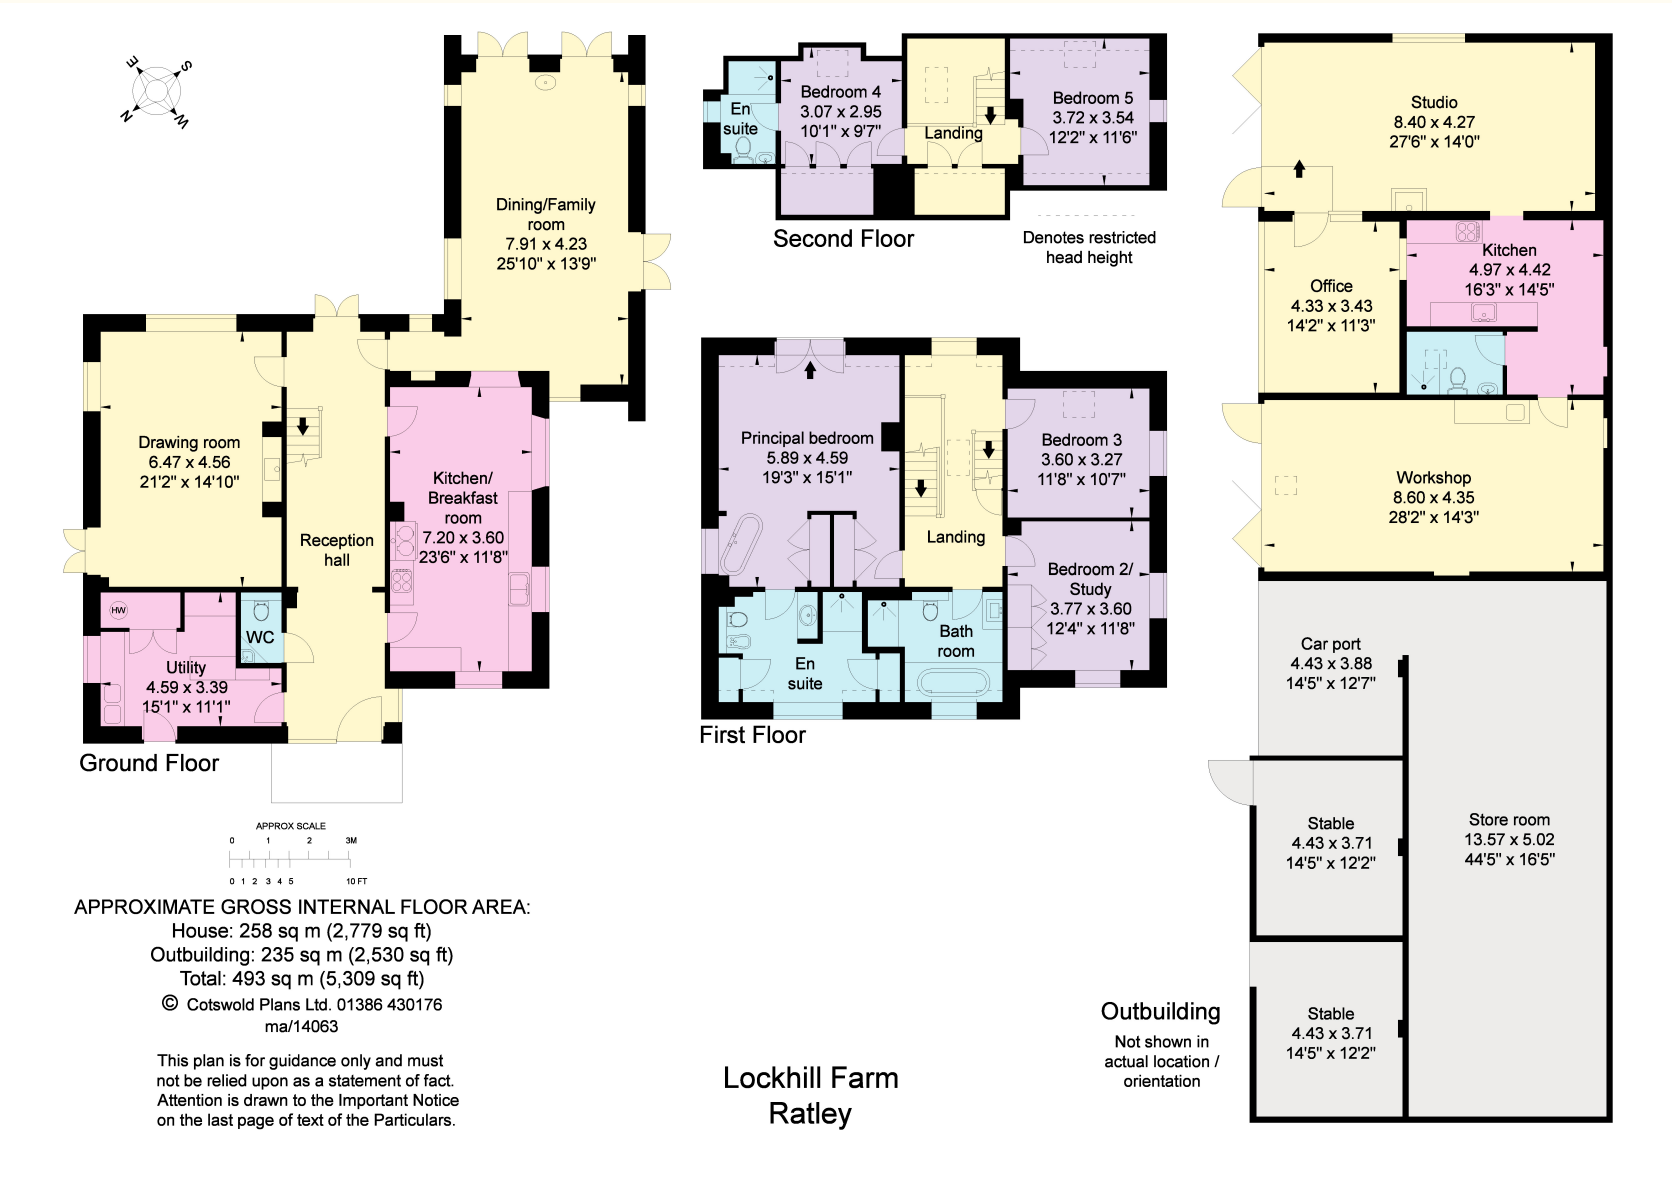 E
S
N
W
Dining/Family
room
7.91 x 4.23
25'10" x 13'9"
Drawing room
6.47 x 4.56
21'2" x 14'10"
Kitchen/
Breakfast
room
7.20 x 3.60
23'6" x 11'8"
Reception
hall
HW
WC
Utility
4.59 x 3.39
15'1" x 11'1"
Ground Floor
En
suite
Bedroom 4
3.07 x 2.95
10'1" x 9'7"
Landing
Bedroom 5
3.72 x 3.54
12'2" x 11'6"
Second Floor
Denotes restricted
head height
Principal bedroom
5.89 x 4.59
19'3" x 15'1"
Bedroom 3
3.60 x 3.27
11'8" x 10'7"
Landing
Bedroom 2/
Study
3.77 x 3.60
12'4" x 11'8"
Bath
room
En
suite
First Floor
Studio
8.40 x 4.27
27'6" x 14'0"
Kitchen
4.97 x 4.42
16'3" x 14'5"
Office
4.33 x 3.43
14'2" x 11'3"
Workshop
8.60 x 4.35
28'2" x 14'3"
Car port
4.43 x 3.88
14'5" x 12'7"
Stable
4.43 x 3.71
14'5" x 12'2"
Store room
13.57 x 5.02
44'5" x 16'5"
Stable
4.43 x 3.71
14'5" x 12'2"
Outbuilding
Not shown in
actual location /
orientation
APPROX SCALE
0 1 2 3M
0 1 2 3 4 5 10 FT
APPROXIMATE GROSS INTERNAL FLOOR AREA:
House: 258 sq m (2,779 sq ft)
Outbuilding: 235 sq m (2,530 sq ft)
Total: 493 sq m (5,309 sq ft)
© Cotswold Plans Ltd. 01386 430176
ma/14063
This plan is for guidance only and must
not be relied upon as a statement of fact.
Attention is drawn to the Important Notice
on the last page of text of the Particulars.
Lockhill Farm
Ratley